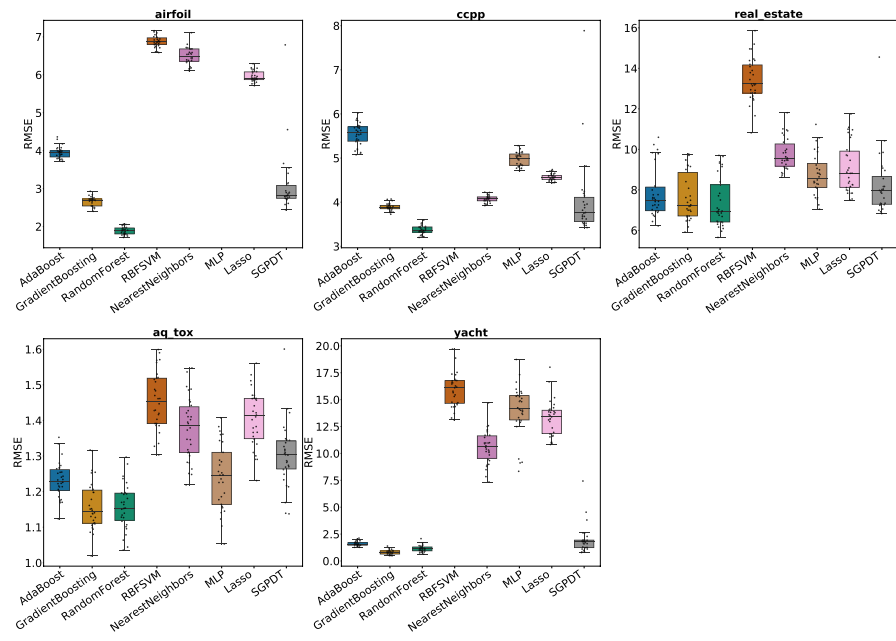 airfoil
7
6
5
4
3
2
RMSE
AdaBoost
GradientBoosting
RandomForest
RBFSVM
NearestNeighbors
MLP
Lasso
SGPDT
ccpp
8
7
6
5
4
3
RMSE
AdaBoost
GradientBoosting
RandomForest
RBFSVM
NearestNeighbors
MLP
Lasso
SGPDT
real_estate
16
14
12
10
8
6
RMSE
AdaBoost
GradientBoosting
RandomForest
RBFSVM
NearestNeighbors
MLP
Lasso
SGPDT
aq_tox
1.6
1.5
1.4
1.3
1.2
1.1
1.0
RMSE
AdaBoost
GradientBoosting
RandomForest
RBFSVM
NearestNeighbors
MLP
Lasso
SGPDT
yacht
20.0
17.5
15.0
12.5
10.0
7.5
5.0
2.5
0.0
RMSE
AdaBoost
GradientBoosting
RandomForest
RBFSVM
NearestNeighbors
MLP
Lasso
SGPDT